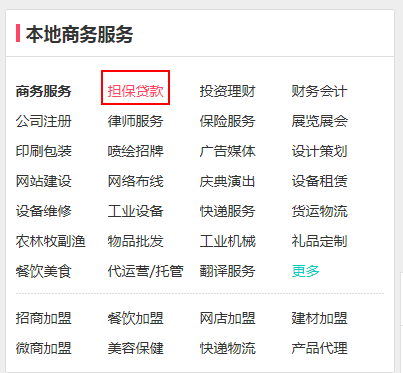 本地商务服务
商务服务 担保贷款 投资理财 财务会计
公司注册 律师服务 保险服务 展览展会
印刷包装 喷绘招牌 广告媒体 设计策划
网站建设 网络布线 庆典演出 设备租赁
设备维修 工业设备 快递服务 货运物流
农林牧副渔 物品批发 工业机械 礼品定制
餐饮美食 代运营/托管 翻译服务 更多
招商加盟 餐饮加盟 网店加盟 建材加盟
微商加盟 美容保健 快递物流 产品代理